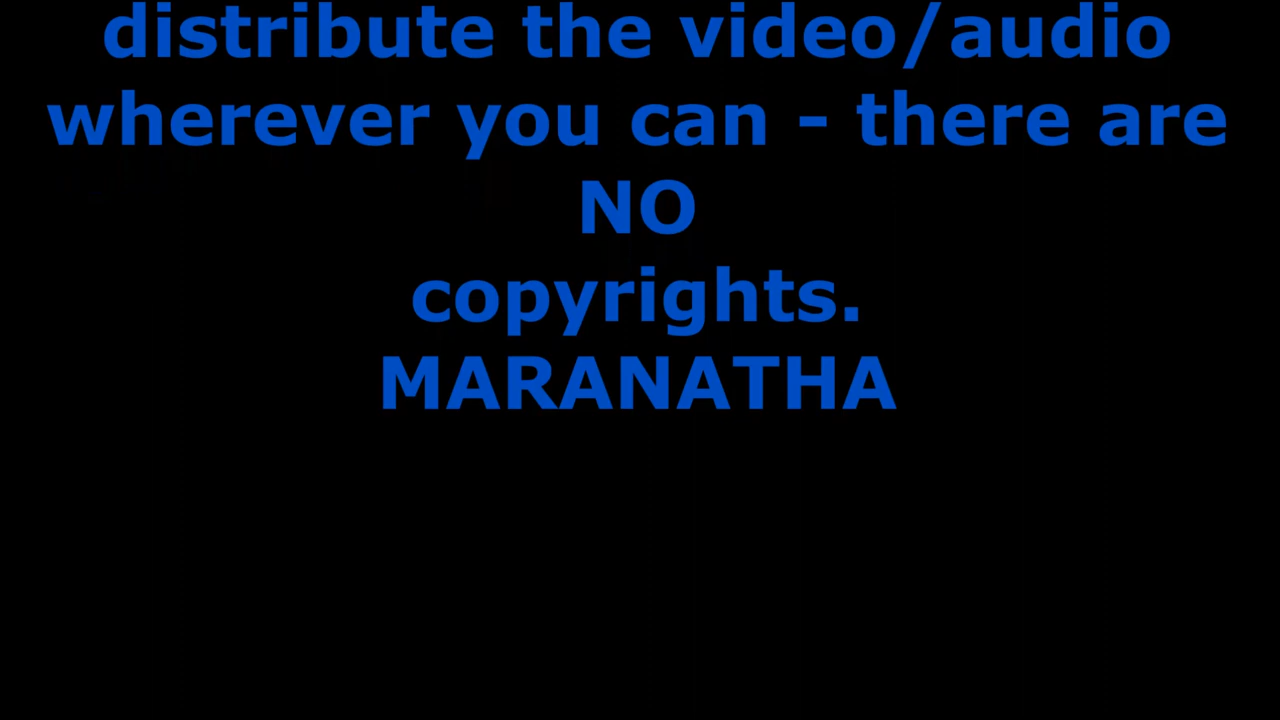 distribute the video/audio
wherever you can - there are
NO
copyrights.
MARANATHA